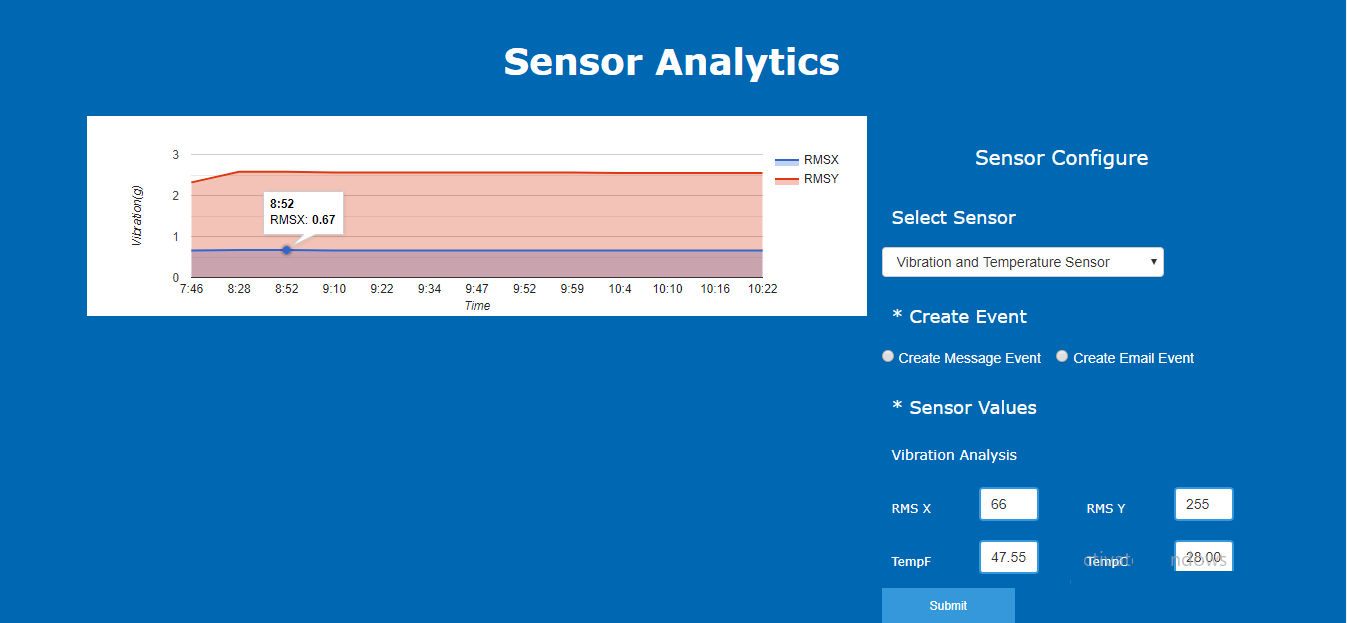 Sensor Analytics
3
2
1
0
Vibration(g)
8:52
RMSX: 0.67
7:46 8:28 8:52 9:10 9:22 9:34 9:47 9:52 9:59 10:4 10:10 10:16 10:22
Time
RMSX
RMSY
Sensor Configure
Select Sensor
Vibration and Temperature Sensor
* Create Event
Create Message Event Create Email Event
* Sensor Values
Vibration Analysis
RMS X 66 RMS Y 255
TempF 47.55 TempC 28.00
Submit